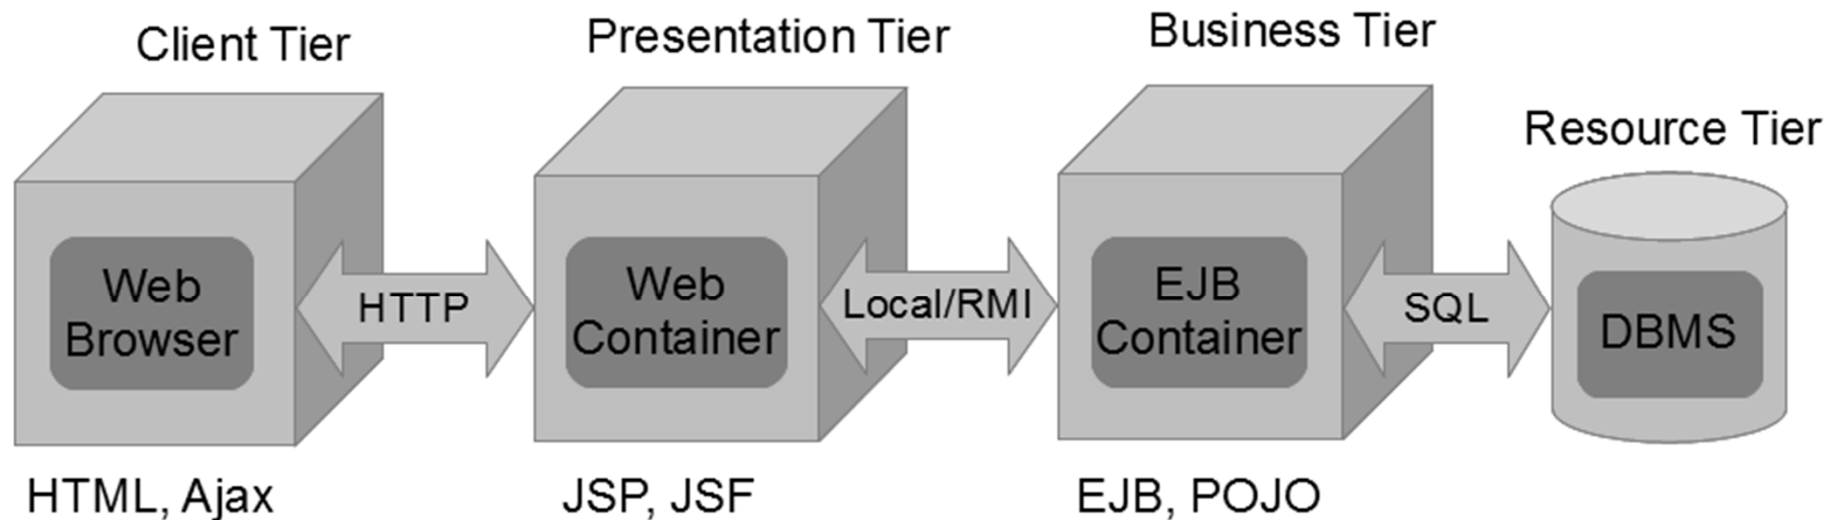 Client Tier
Presentation Tier
Business Tier
Resource Tier
Web
Browser
HTTP
Web
Container
Local/RMI
EJB
Container
SQL
DBMS
HTML, Ajax
JSP, JSF
EJB, POJO